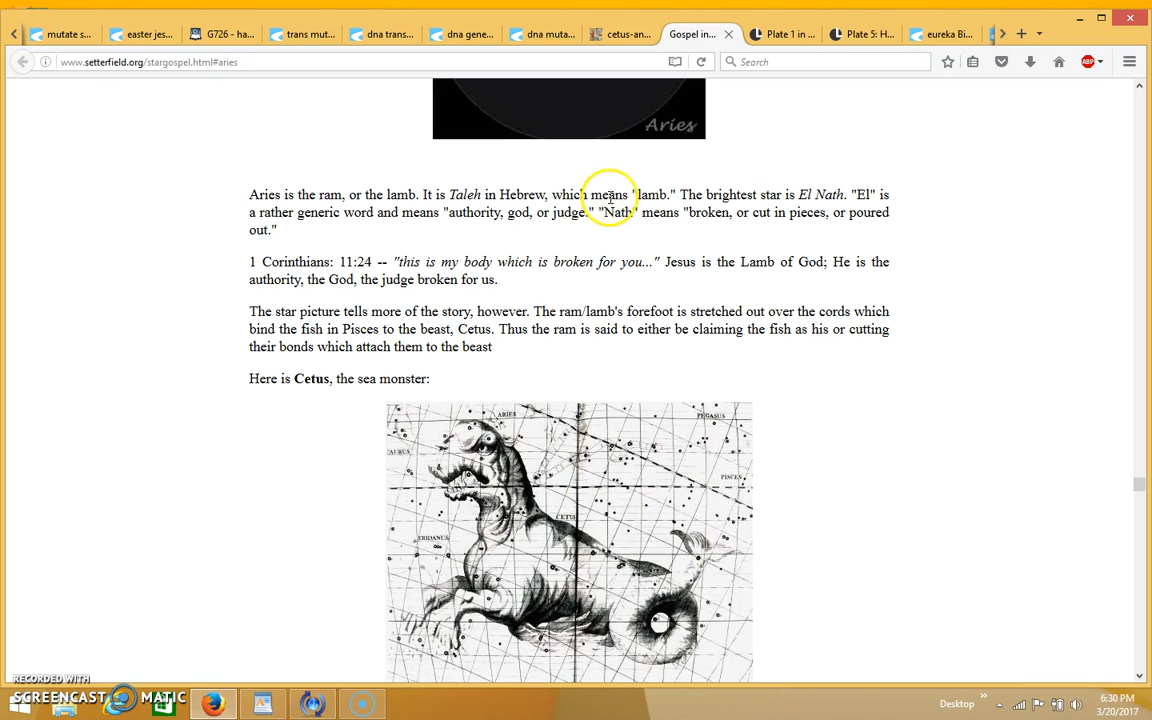 mutate s...
easter jes...
G726 - ha...
trans mut...
dna trans...
dna gene...
dna muta...
cetus-an...
Gospel in...
Plate 1 in ...
Plate 5: H...
eureka Bi...
www.setterfield.org/stargospel.html#aries
Search
ABP
Aries
Aries is the ram, or the lamb. It is Taleh in Hebrew, which means "lamb." The brightest star is El Nath. "El" is
a rather generic word and means "authority, god, or judge." "Nath" means "broken, or cut in pieces, or poured
out."
1 Corinthians: 11:24 -- "this is my body which is broken for you..." Jesus is the Lamb of God; He is the
authority, the God, the judge broken for us.
The star picture tells more of the story, however. The ram/lamb's forefoot is stretched out over the cords which
bind the fish in Pisces to the beast, Cetus. Thus the ram is said to either be claiming the fish as his or cutting
their bonds which attach them to the beast
Here is Cetus, the sea monster:
ARIES
PEGASUS
TAURUS
PISCES
CETUS
ERIDANUS
RECORDED WITH
SCREENCAST MATIC
Desktop
6:30 PM
3/20/2017